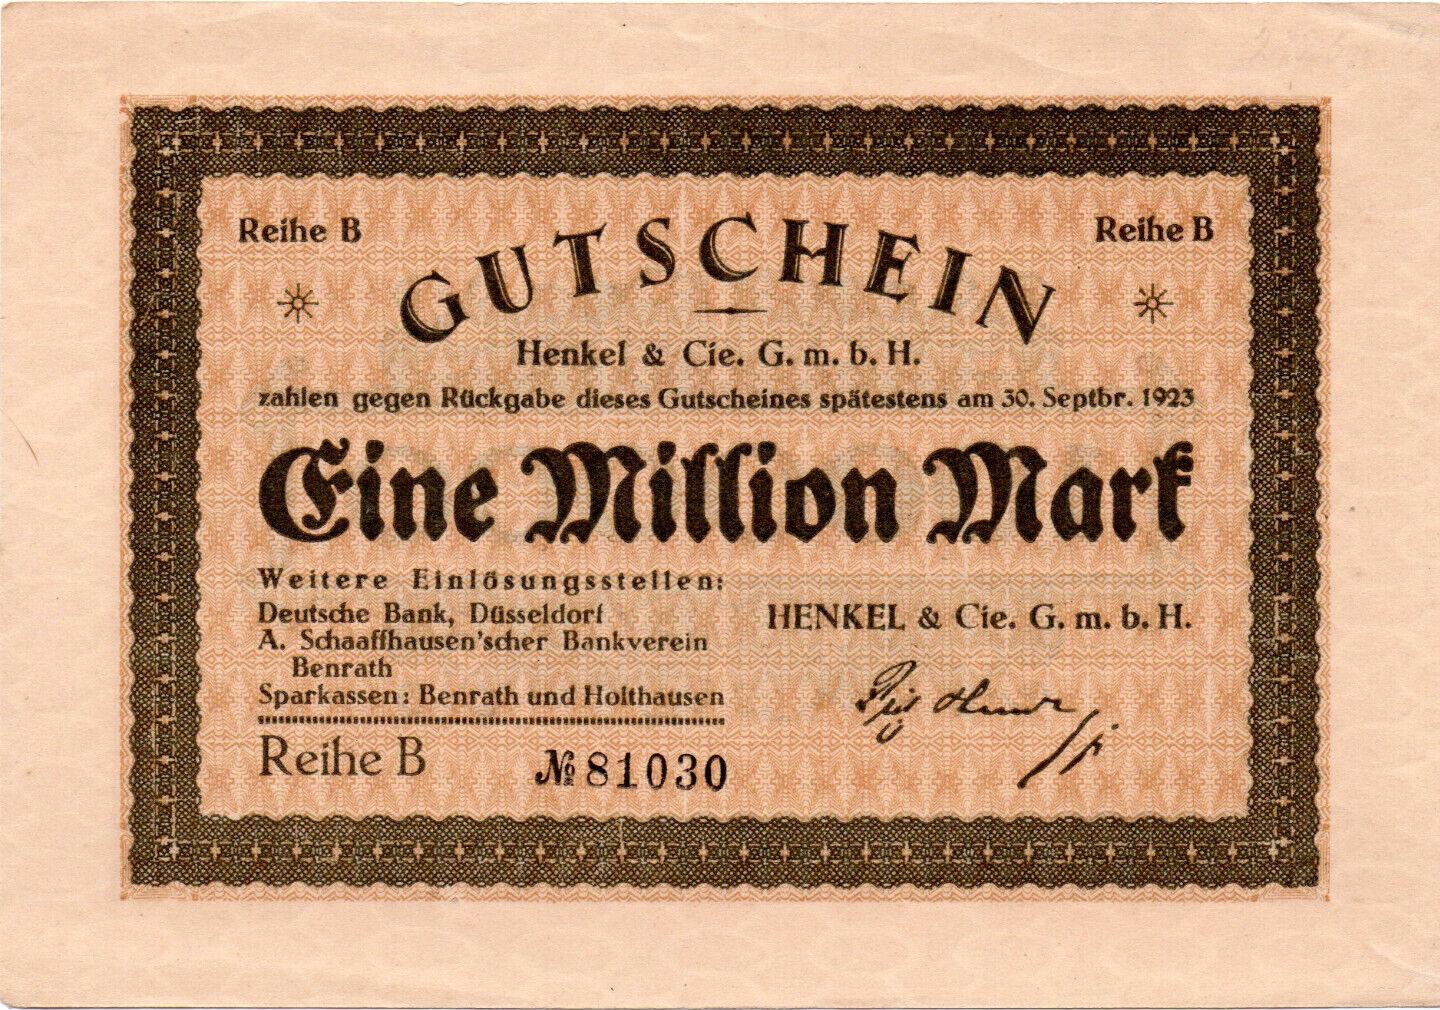 Reihe B
Reihe B
GUTSCHEIN
Henkel & Cie. G. m. b. H.
zahlen gegen Rückgabe dieses Gutscheines spätestens am 30. Septbr. 1923
Eine Million Mark
Weitere Einlösungsstellen:
Deutsche Bank, Düsseldorf
A. Schaaffhausen'scher Bankverein
Benrath
Sparkassen: Benrath und Holthausen
HENKEL & Cie. G. m. b. H.
Reihe B
№ 81030